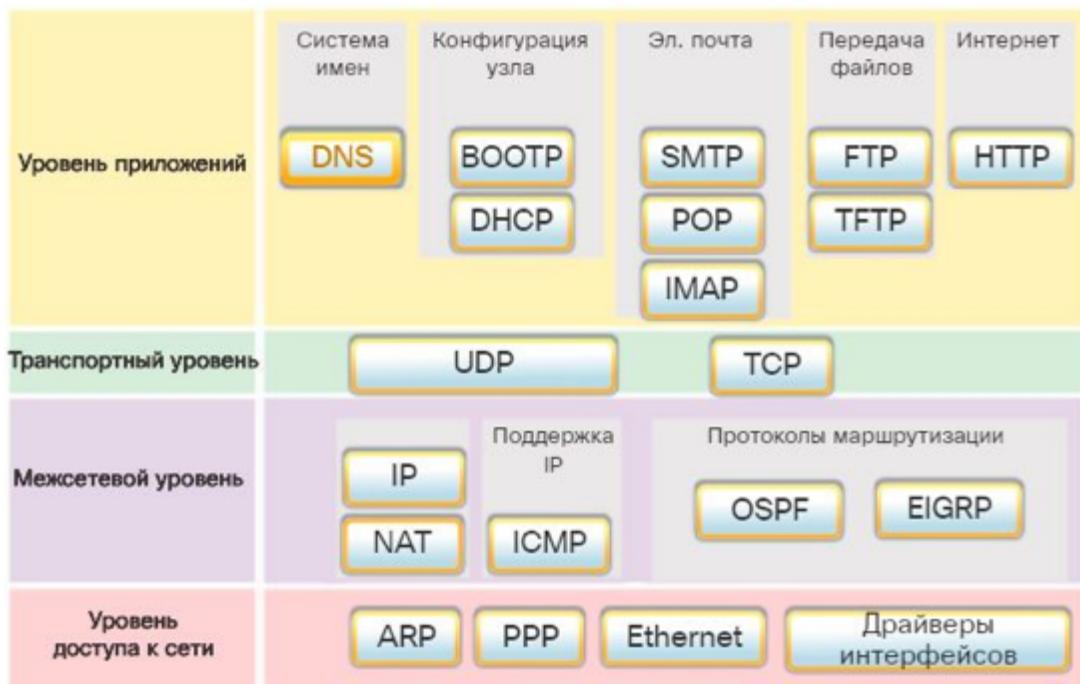 Система имен
Конфигурация узла
Эл. почта
Передача файлов
Интернет
Уровень приложений
DNS
BOOTP
SMTP
FTP
HTTP
DHCP
POP
TFTP
IMAP
Транспортный уровень
UDP
TCP
Межсетевой уровень
Поддержка IP
Протоколы маршрутизации
IP
OSPF
EIGRP
NAT
ICMP
Уровень
доступа к сети
ARP
PPP
Ethernet
Драйверы
интерфейсов